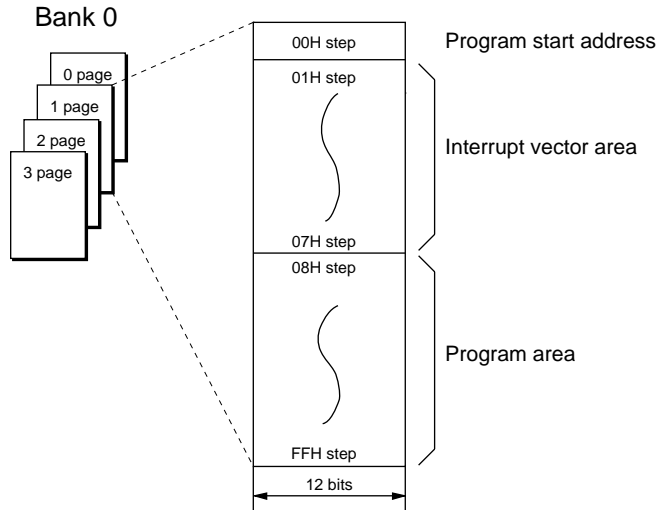 Bank 0
0 page
1 page
2 page
3 page
00H step
Program start address
01H step
Interrupt vector area
07H step
08H step
Program area
FFH step
12 bits